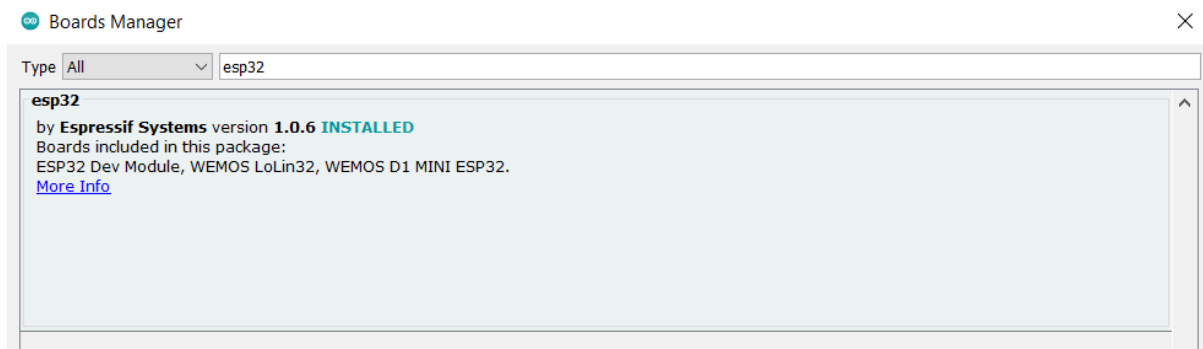 Boards Manager
Type All esp32
esp32
by Espressif Systems version 1.0.6 INSTALLED
Boards included in this package:
ESP32 Dev Module, WEMOS LoLin32, WEMOS D1 MINI ESP32.
More Info